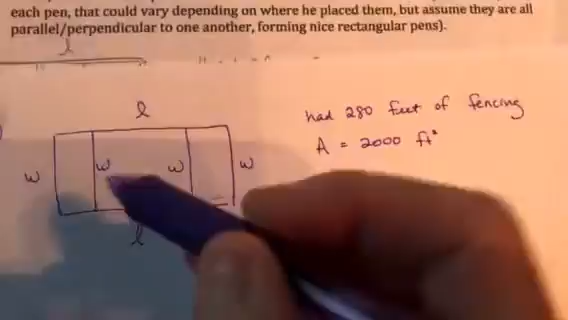 each pen, that could vary depending on where he placed them, but assume they are all
parallel/perpendicular to one another, forming nice rectangular pens).
l
l
had 280 feet of fencing
A = 2000 ft²
w w w w
l